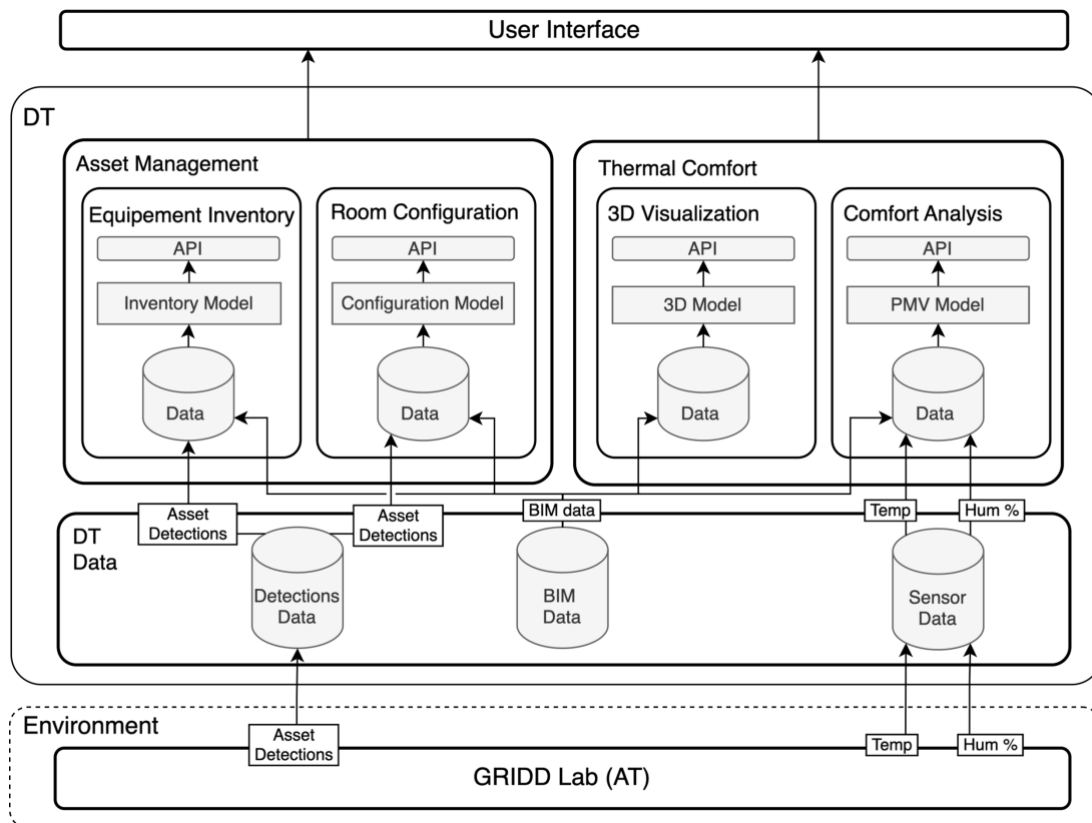 User Interface
DT
Asset Management
Equipement Inventory
API
Inventory Model
Data
Room Configuration
API
Configuration Model
Data
Thermal Comfort
3D Visualization
API
3D Model
Data
Comfort Analysis
API
PMV Model
Data
Asset
Detections
Asset
Detections
BIM data
Temp
Hum %
DT
Data
Detections
Data
BIM
Data
Sensor
Data
Environment
Asset
Detections
Temp
Hum %
GRIDD Lab (AT)